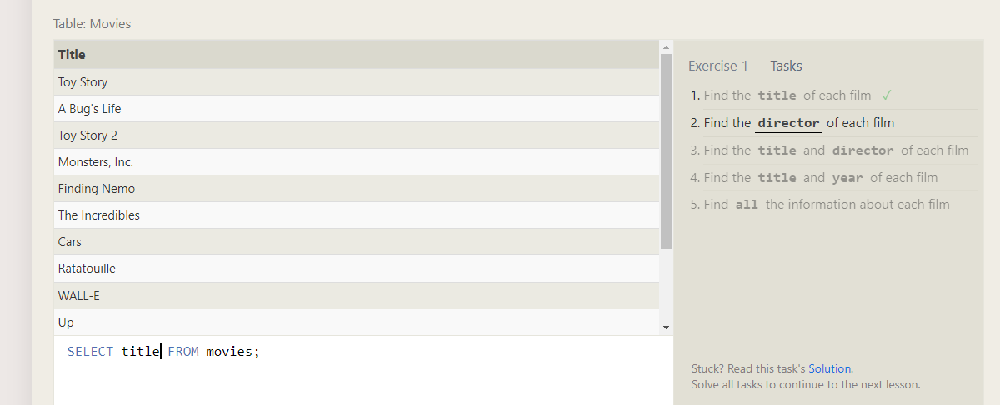 Table: Movies
Title
Toy Story
A Bug's Life
Toy Story 2
Monsters, Inc.
Finding Nemo
The Incredibles
Cars
Ratatouille
WALL-E
Up
SELECT title FROM movies;
Exercise 1 — Tasks
1. Find the title of each film ✓
2. Find the director of each film
3. Find the title and director of each film
4. Find the title and year of each film
5. Find all the information about each film
Stuck? Read this task's Solution.
Solve all tasks to continue to the next lesson.